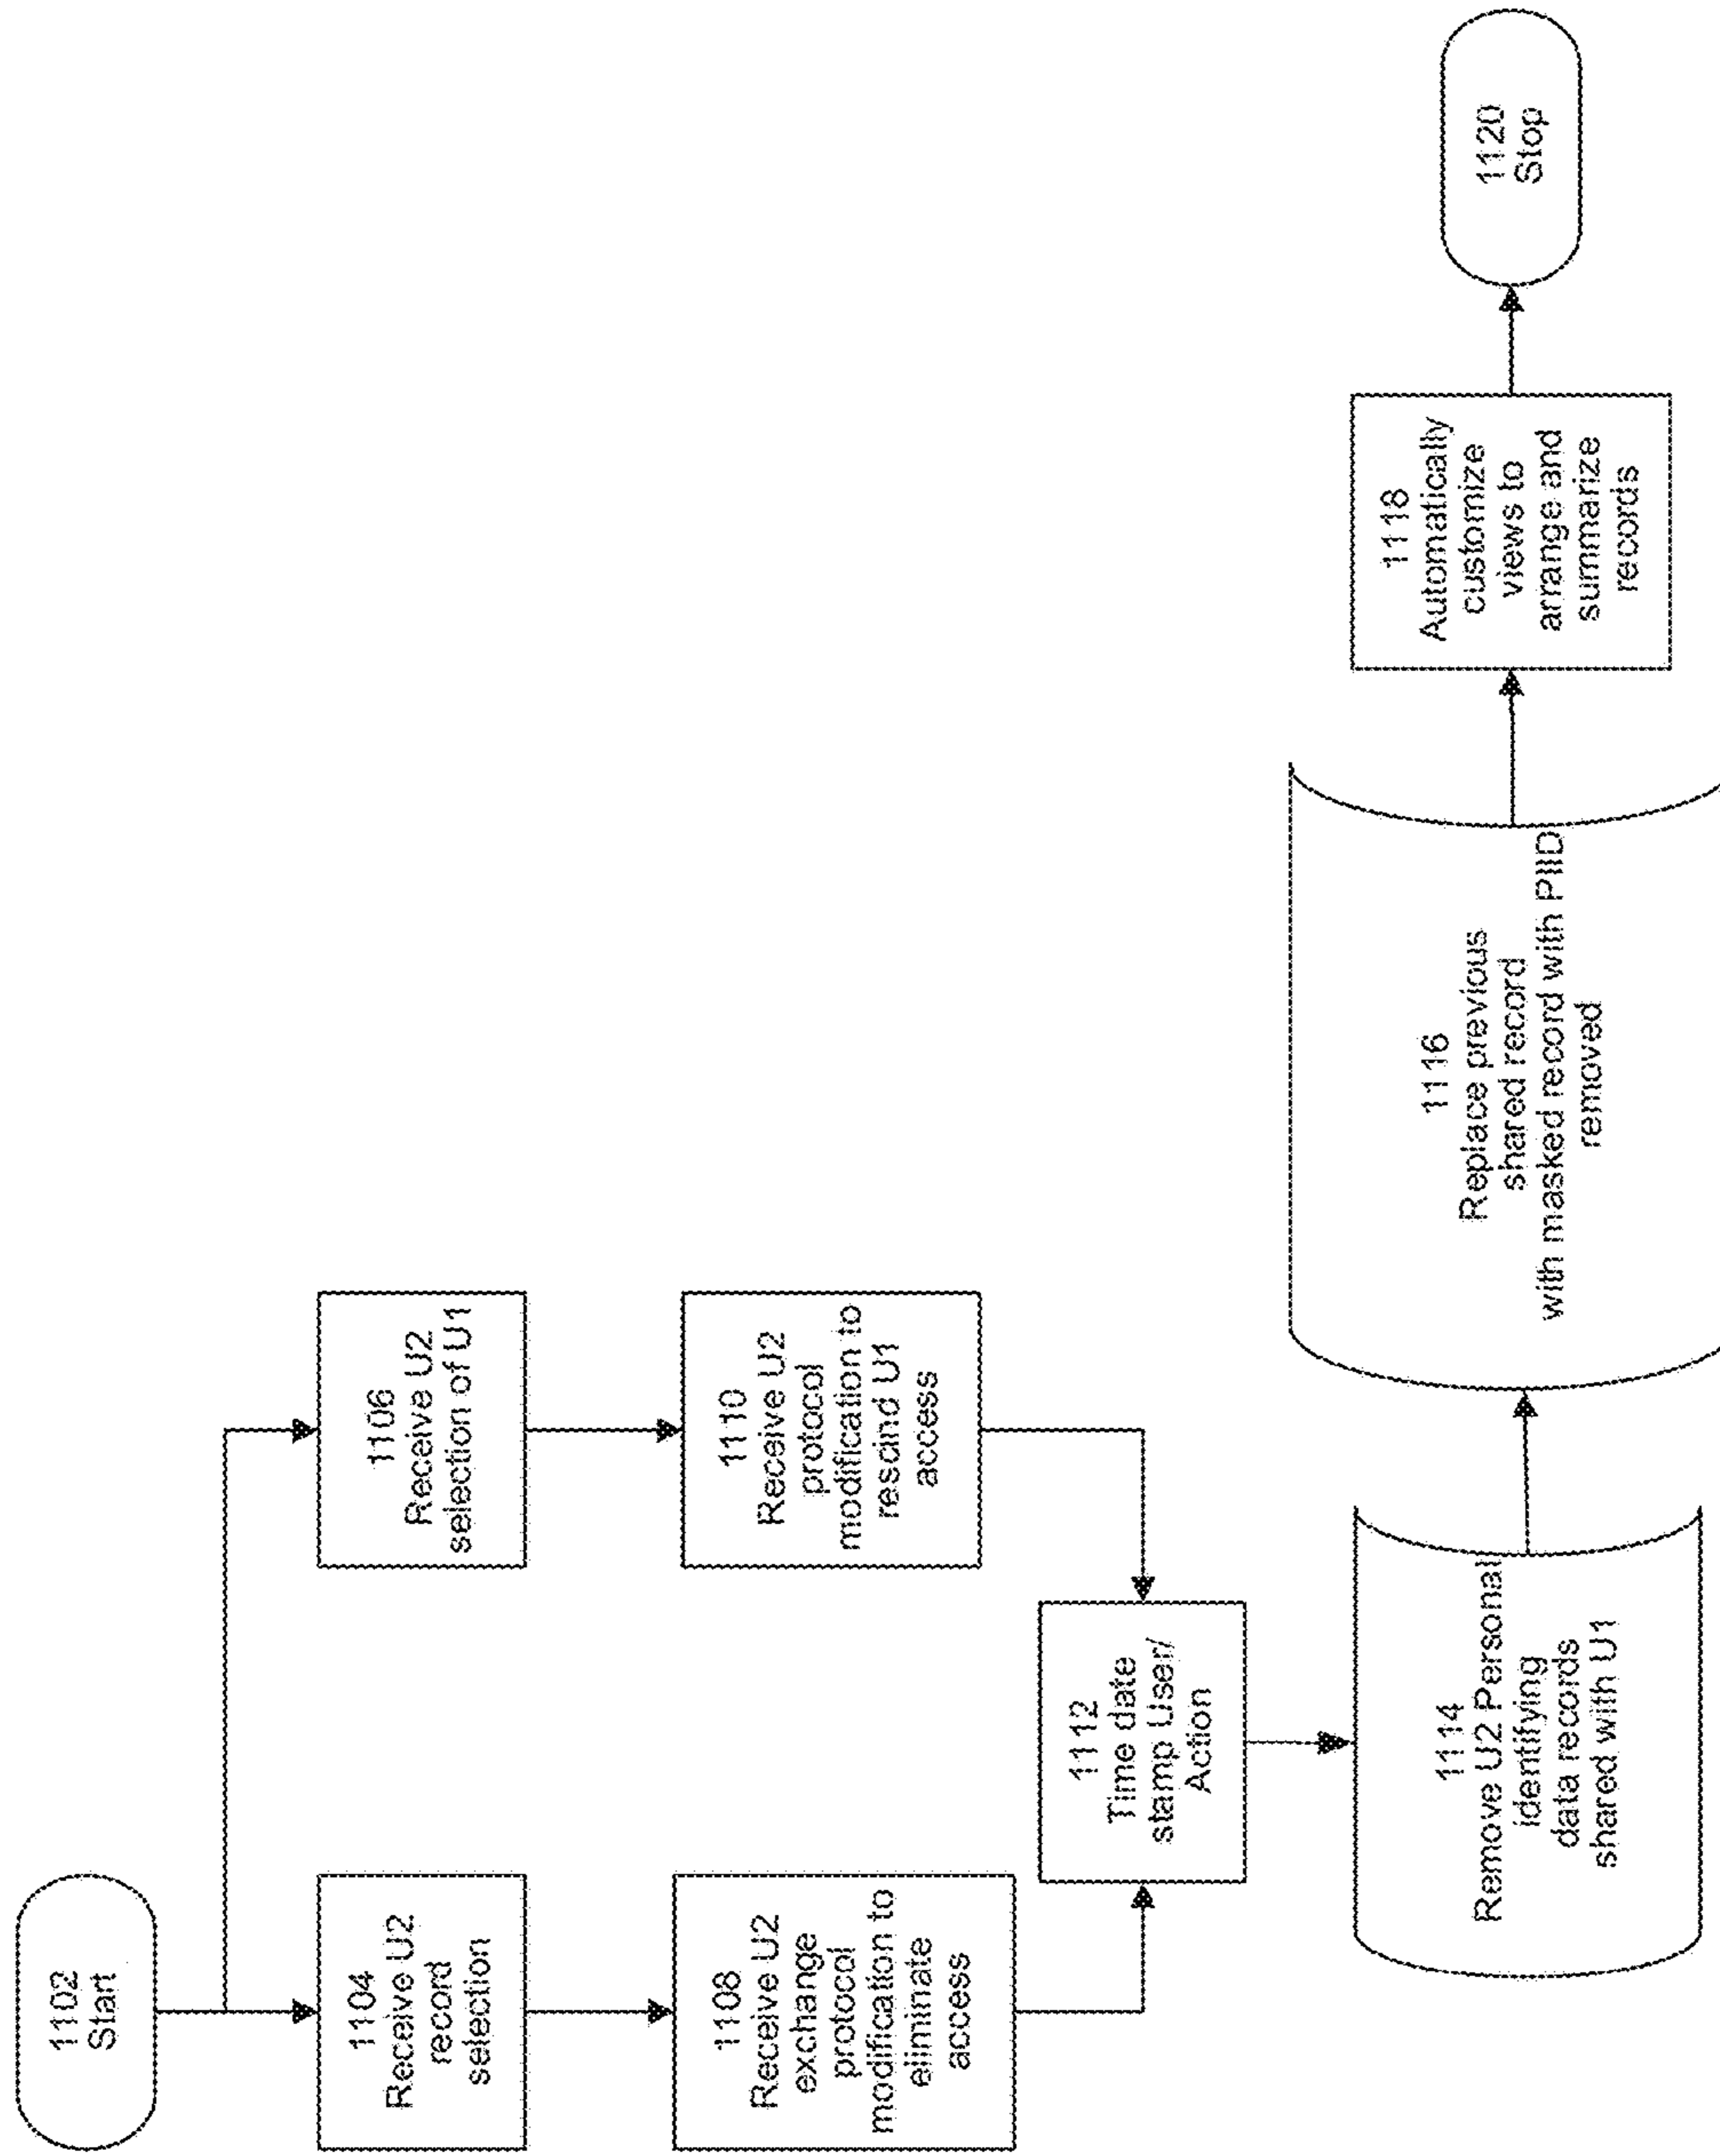 1102
Start
1104
Receive U2
record
selection
1106
Receive U2
selection of U1
1108
Receive U2
exchange
protocol
modification to
eliminate
access
1110
Receive U2
protocol
modification to
rescind U1
access
1112
Time date
stamp User/
Action
1114
Remove U2 Personal
identifying
data records
shared with U1
1116
Replace previous
shared record
with masked record with PIID
removed
1118
Automatically
customize
views to
arrange and
summarize
records
1120
Stop